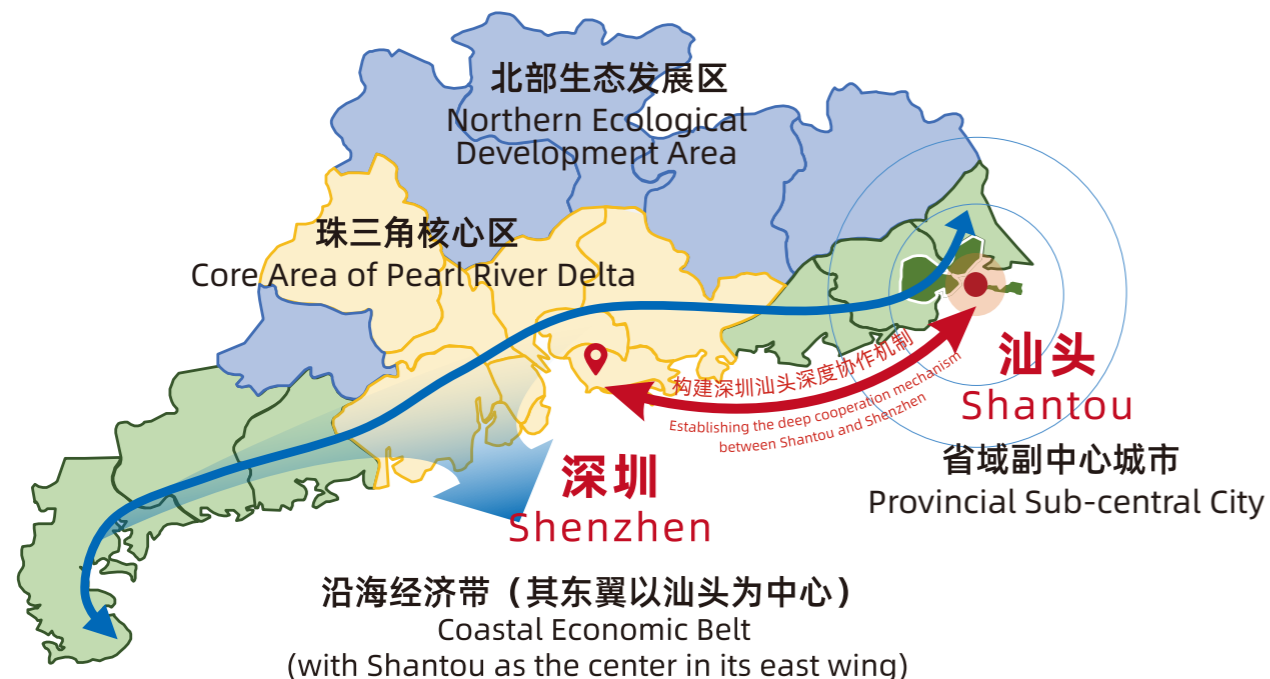 北部生态发展区
Northern Ecological
Development Area
珠三角核心区
Core Area of Pearl River Delta
构建深圳汕头深度协作机制
Establishing the deep cooperation mechanism
between Shantou and Shenzhen
汕头
Shantou
省域副中心城市
Provincial Sub-central City
深圳
Shenzhen
沿海经济带（其东翼以汕头为中心）
Coastal Economic Belt
(with Shantou as the center in its east wing)